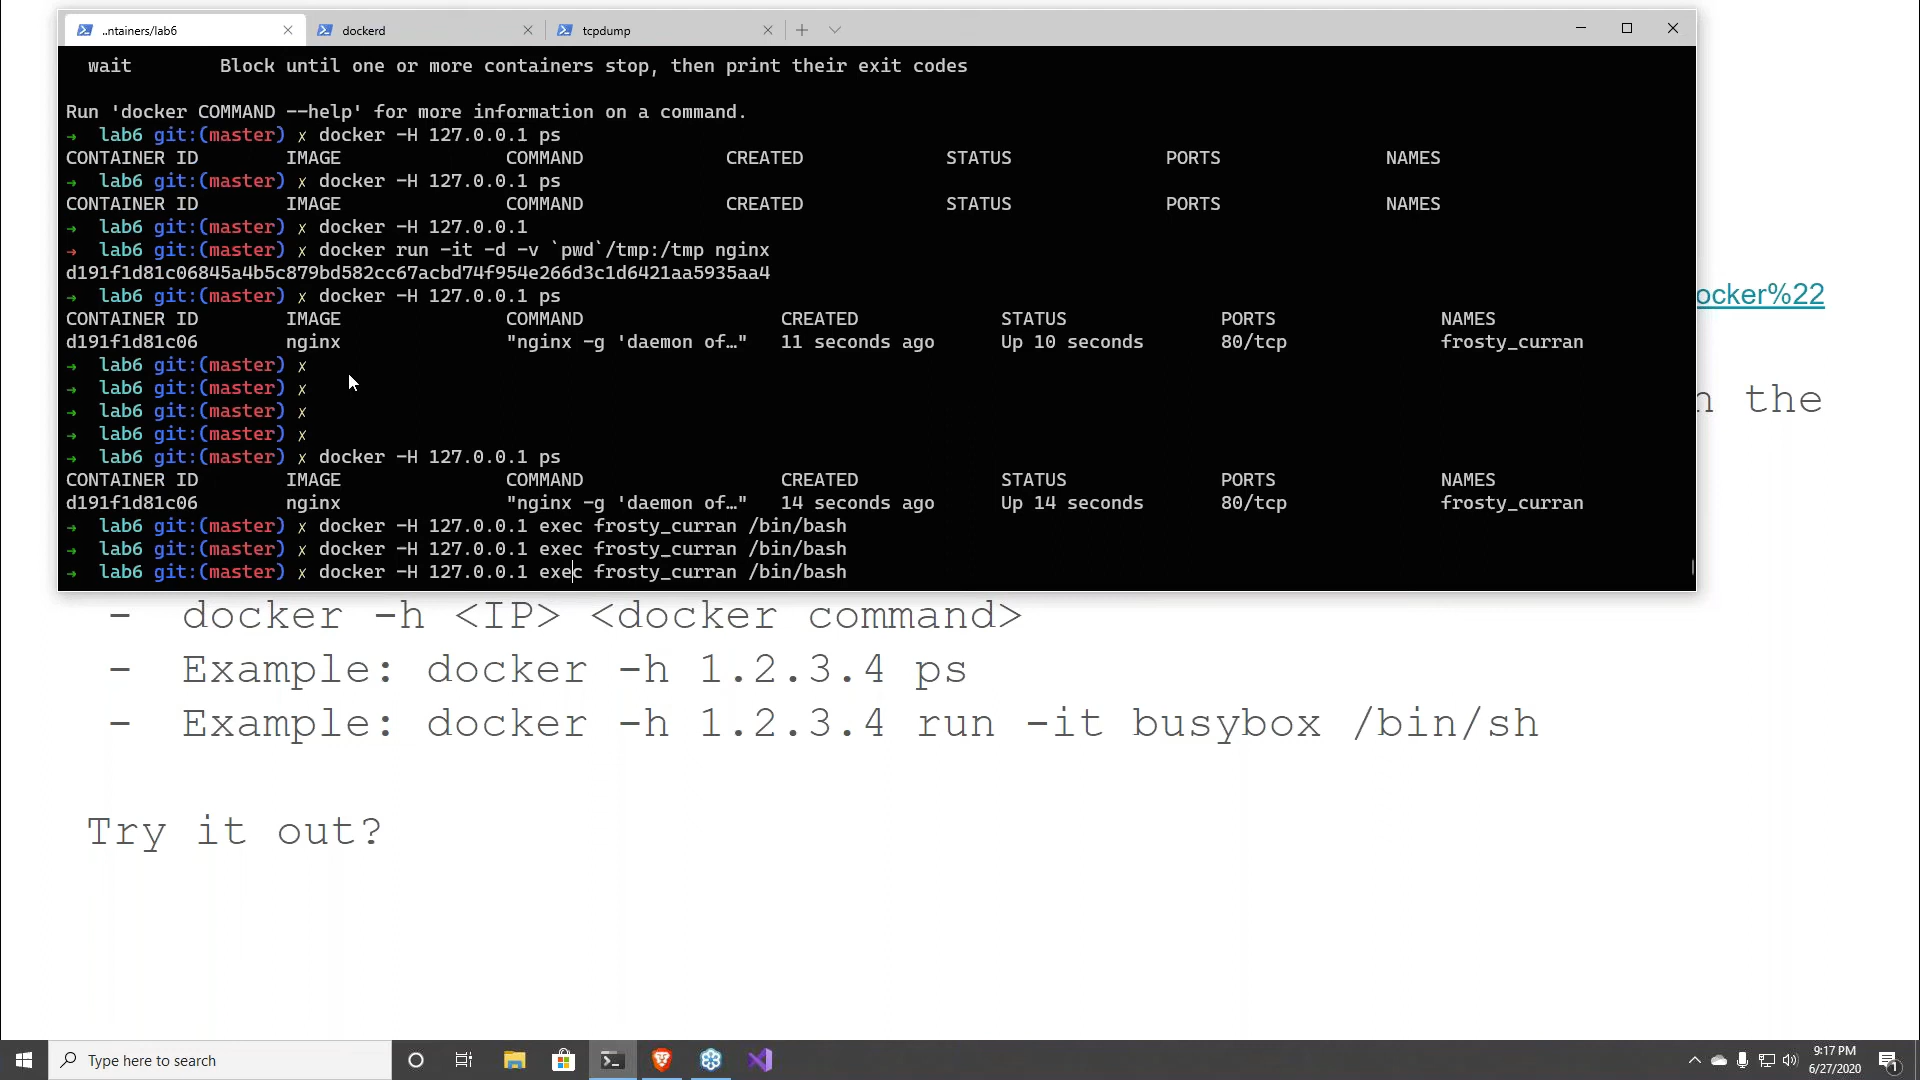 ..ntainers/lab6
dockerd
tcpdump
wait Block until one or more containers stop, then print their exit codes
Run 'docker COMMAND --help' for more information on a command.
→ lab6 git:(master) ✗ docker -H 127.0.0.1 ps
CONTAINER ID IMAGE COMMAND CREATED STATUS PORTS NAMES
→ lab6 git:(master) ✗ docker -H 127.0.0.1 ps
CONTAINER ID IMAGE COMMAND CREATED STATUS PORTS NAMES
→ lab6 git:(master) ✗ docker -H 127.0.0.1
→ lab6 git:(master) ✗ docker run -it -d -v `pwd`/tmp:/tmp nginx
d191f1d81c06845a4b5c879bd582cc67acbd74f954e266d3c1d6421aa5935aa4
→ lab6 git:(master) ✗ docker -H 127.0.0.1 ps
CONTAINER ID IMAGE COMMAND CREATED STATUS PORTS NAMES
d191f1d81c06 nginx "nginx -g 'daemon of…" 11 seconds ago Up 10 seconds 80/tcp frosty_curran
→ lab6 git:(master) ✗
→ lab6 git:(master) ✗
→ lab6 git:(master) ✗
→ lab6 git:(master) ✗
→ lab6 git:(master) ✗ docker -H 127.0.0.1 ps
CONTAINER ID IMAGE COMMAND CREATED STATUS PORTS NAMES
d191f1d81c06 nginx "nginx -g 'daemon of…" 14 seconds ago Up 14 seconds 80/tcp frosty_curran
→ lab6 git:(master) ✗ docker -H 127.0.0.1 exec frosty_curran /bin/bash
→ lab6 git:(master) ✗ docker -H 127.0.0.1 exec frosty_curran /bin/bash
→ lab6 git:(master) ✗ docker -H 127.0.0.1 exec frosty_curran /bin/bash
ocker%22
the
- docker -h <IP> <docker command>
- Example: docker -h 1.2.3.4 ps
- Example: docker -h 1.2.3.4 run -it busybox /bin/sh
Try it out?
Type here to search
9:17 PM
6/27/2020
1